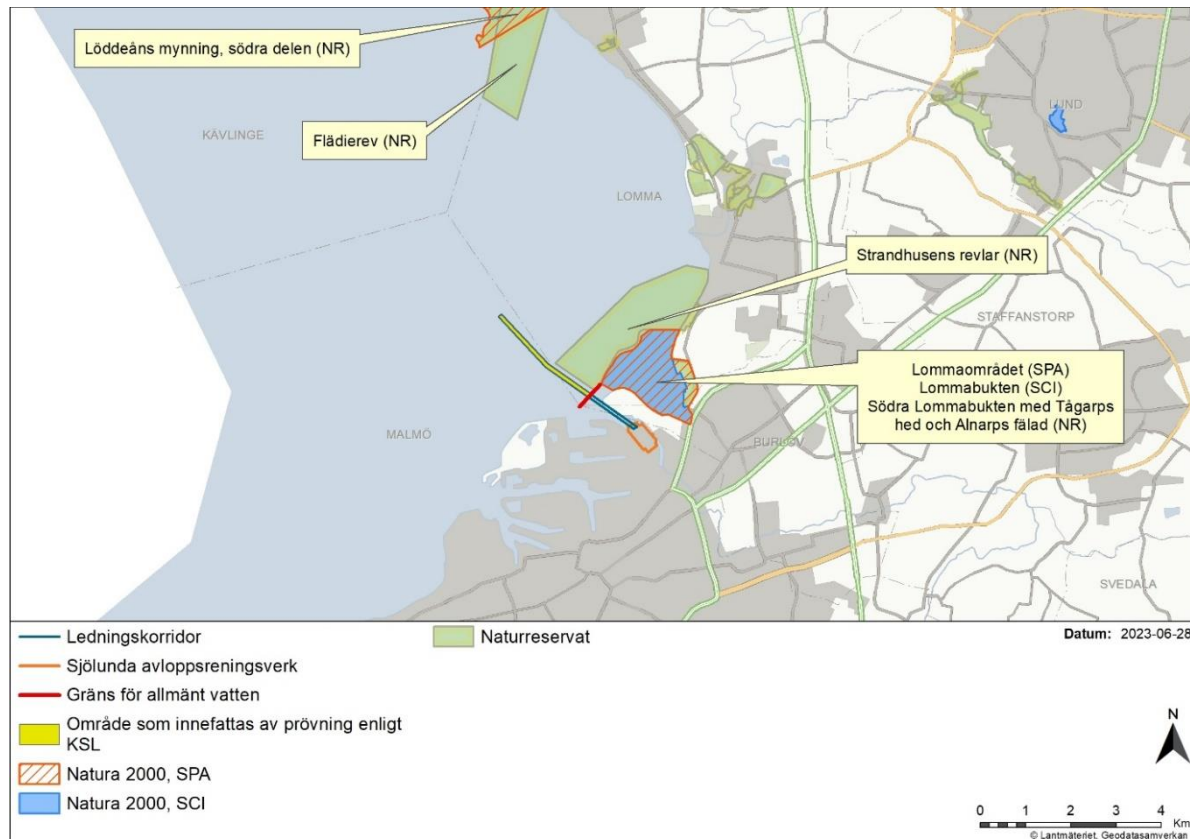 Löddeåns mynning, södra delen (NR)
KÄVLINGE
Flädierev (NR)
LUND
LOMMA
Strandhusens revlar (NR)
STAFFANSTORP
Lommaområdet (SPA)
Lommabukten (SCI)
Södra Lommabukten med Tågarps
hed och Alnarps fälad (NR)
MALMÖ
BURLÖV
SVEDALA
Ledningskorridor
Sjölunda avloppsreningsverk
Gräns för allmänt vatten
Område som innefattas av prövning enligt
KSL
Natura 2000, SPA
Natura 2000, SCI
Naturreservat
Datum: 2023-06-28
N
0 1 2 3 4
Km
© Lantmäteriet, Geodatasamverkan